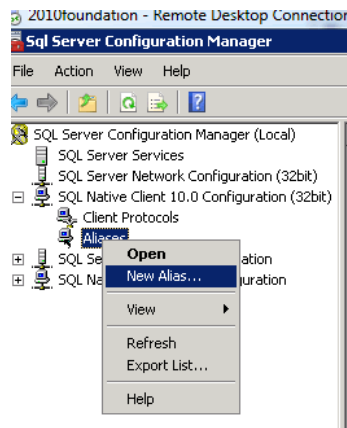 2010foundation - Remote Desktop Connection
Sql Server Configuration Manager
File Action View Help
SQL Server Configuration Manager (Local)
SQL Server Services
SQL Server Network Configuration (32bit)
SQL Native Client 10.0 Configuration (32bit)
Client Protocols
Aliases
Open
SQL Se ation
New Alias...
SQL Na uration
View
Refresh
Export List...
Help